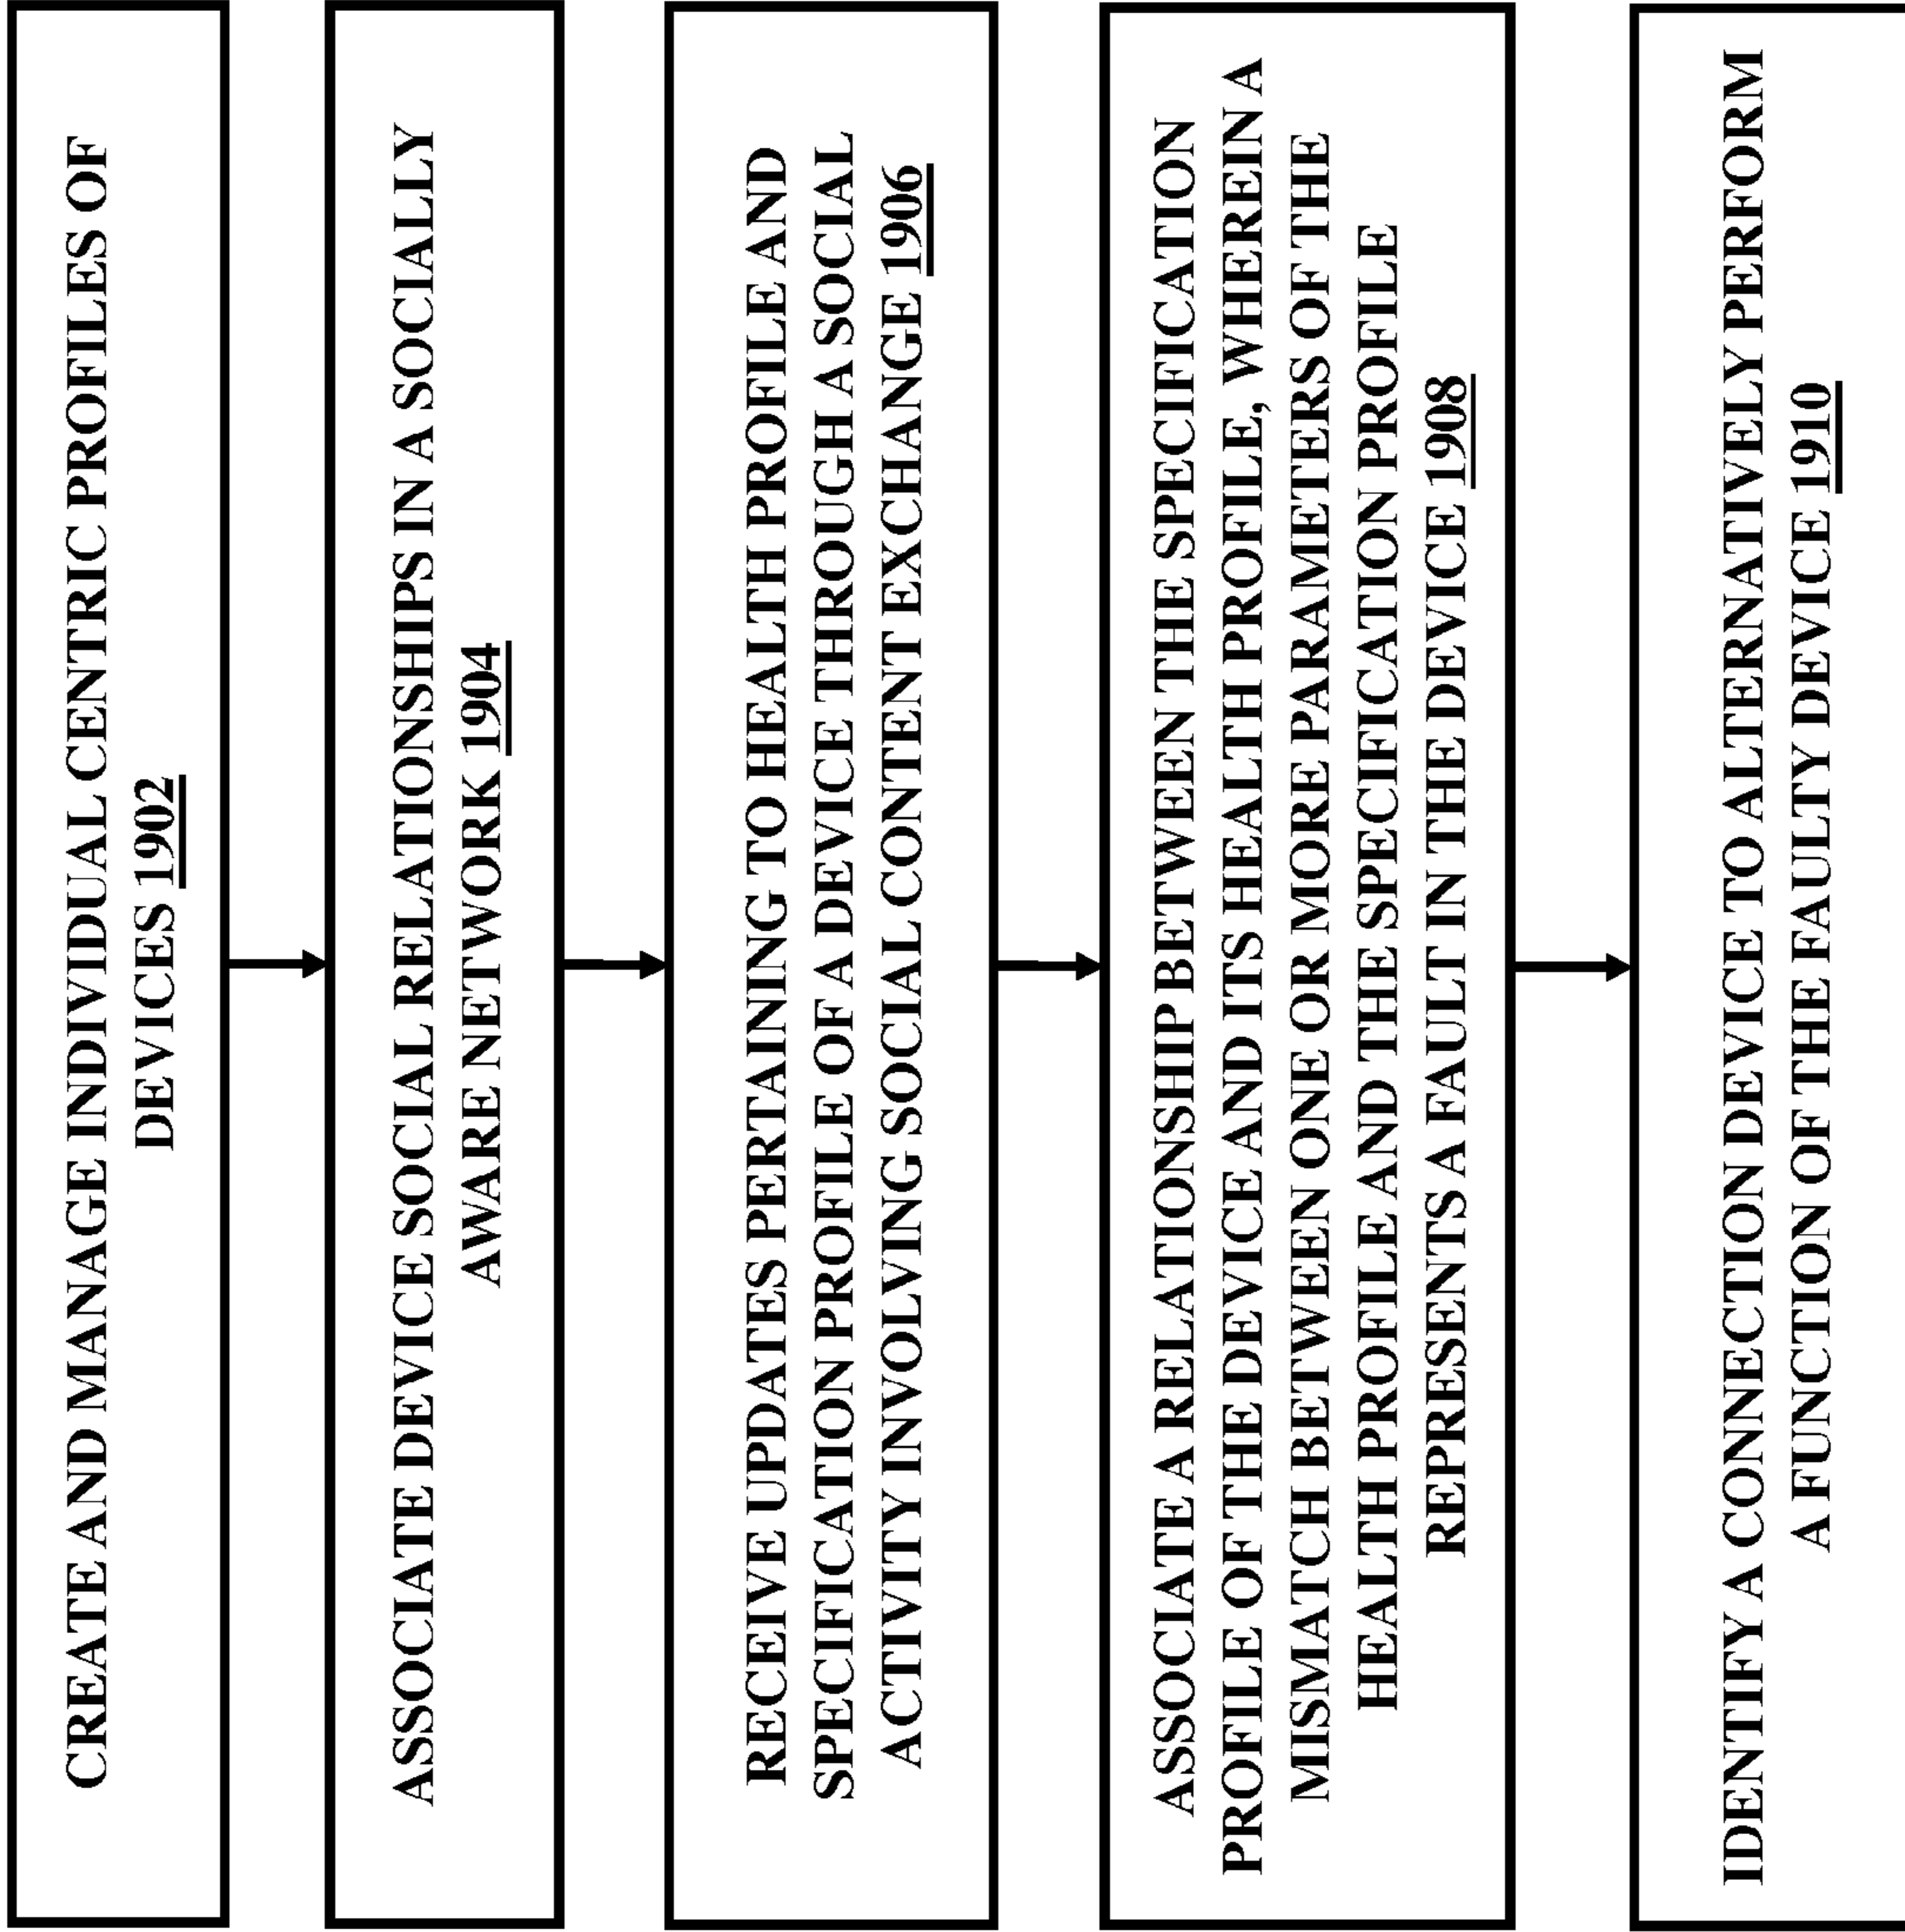 CREATE AND MANAGE INDIVIDUAL CENTRIC PROFILES OF
DEVICES 1902
ASSOCIATE DEVICE SOCIAL RELATIONSHIPS IN A SOCIALLY
AWARE NETWORK 1904
RECEIVE UPDATES PERTAINING TO HEALTH PROFILE AND
SPECIFICATION PROFILE OF A DEVICE THROUGH A SOCIAL
ACTIVITY INVOLVING SOCIAL CONTENT EXCHANGE 1906
ASSOCIATE A RELATIONSHIP BETWEEN THE SPECIFICATION
PROFILE OF THE DEVICE AND ITS HEALTH PROFILE, WHEREIN A
MISMATCH BETWEEN ONE OR MORE PARAMETERS OF THE
HEALTH PROFILE AND THE SPECIFICATION PROFILE
REPRESENTS A FAULT IN THE DEVICE 1908
IDENTIFY A CONNECTION DEVICE TO ALTERNATIVELY PERFORM
A FUNCTION OF THE FAULTY DEVICE 1910